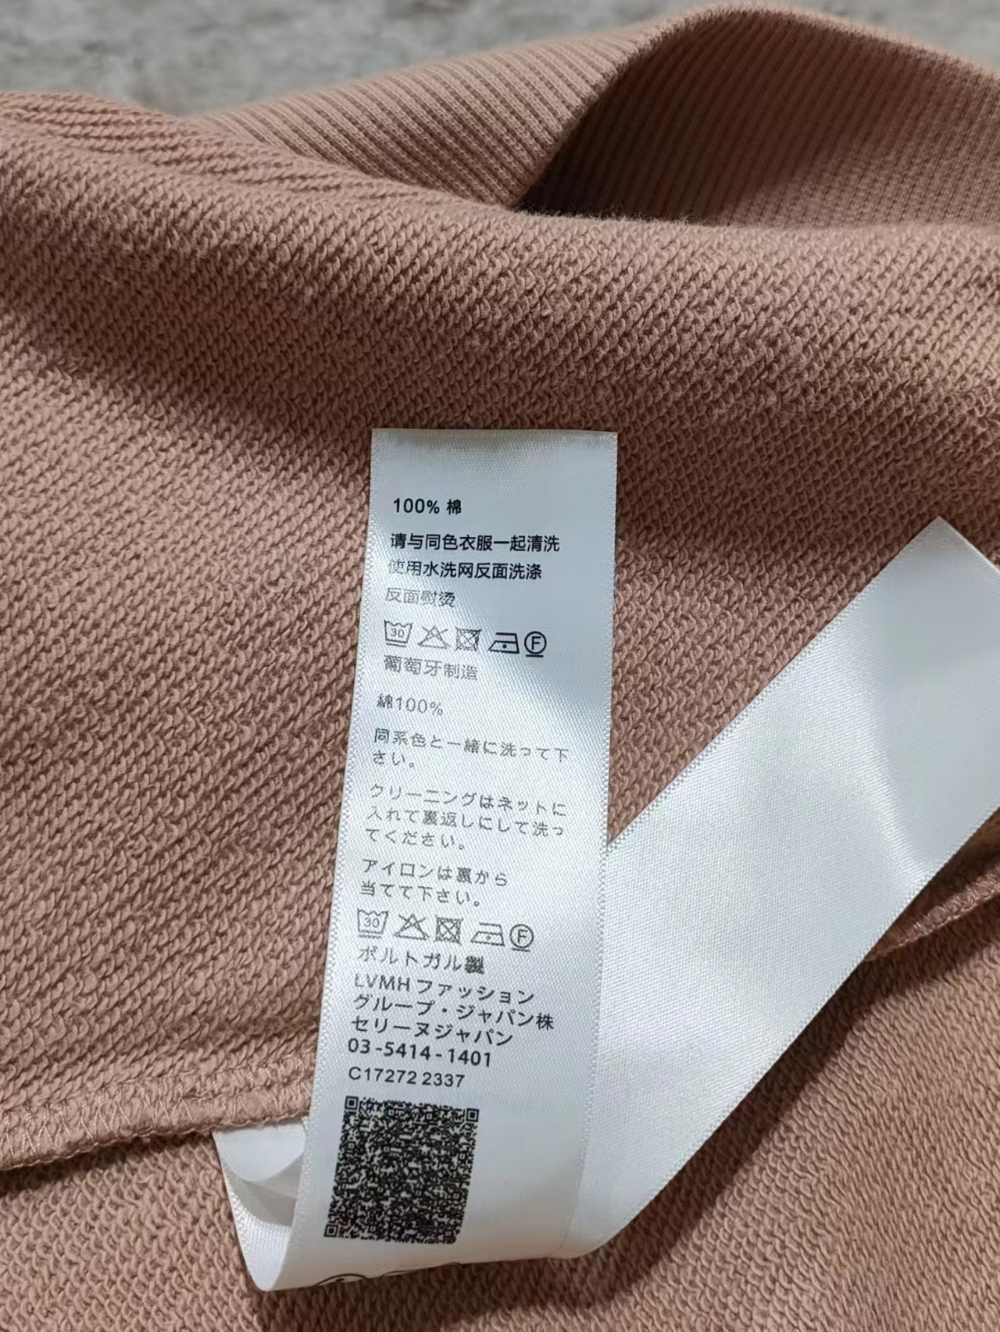 100% 棉
请与同色衣服一起清洗
使用水洗网反面洗涤
反面熨烫
30 F
葡萄牙制造
綿100%
同系色と一緒に洗って下
さい。
クリーニングはネットに
入れて裏返しにして洗っ
てください。
アイロンは裏から
当てて下さい。
30 F
ポルトガル製
LVMH ファッション
グループ・ジャパン株
セリーヌジャパン
03-5414-1401
C17272 2337